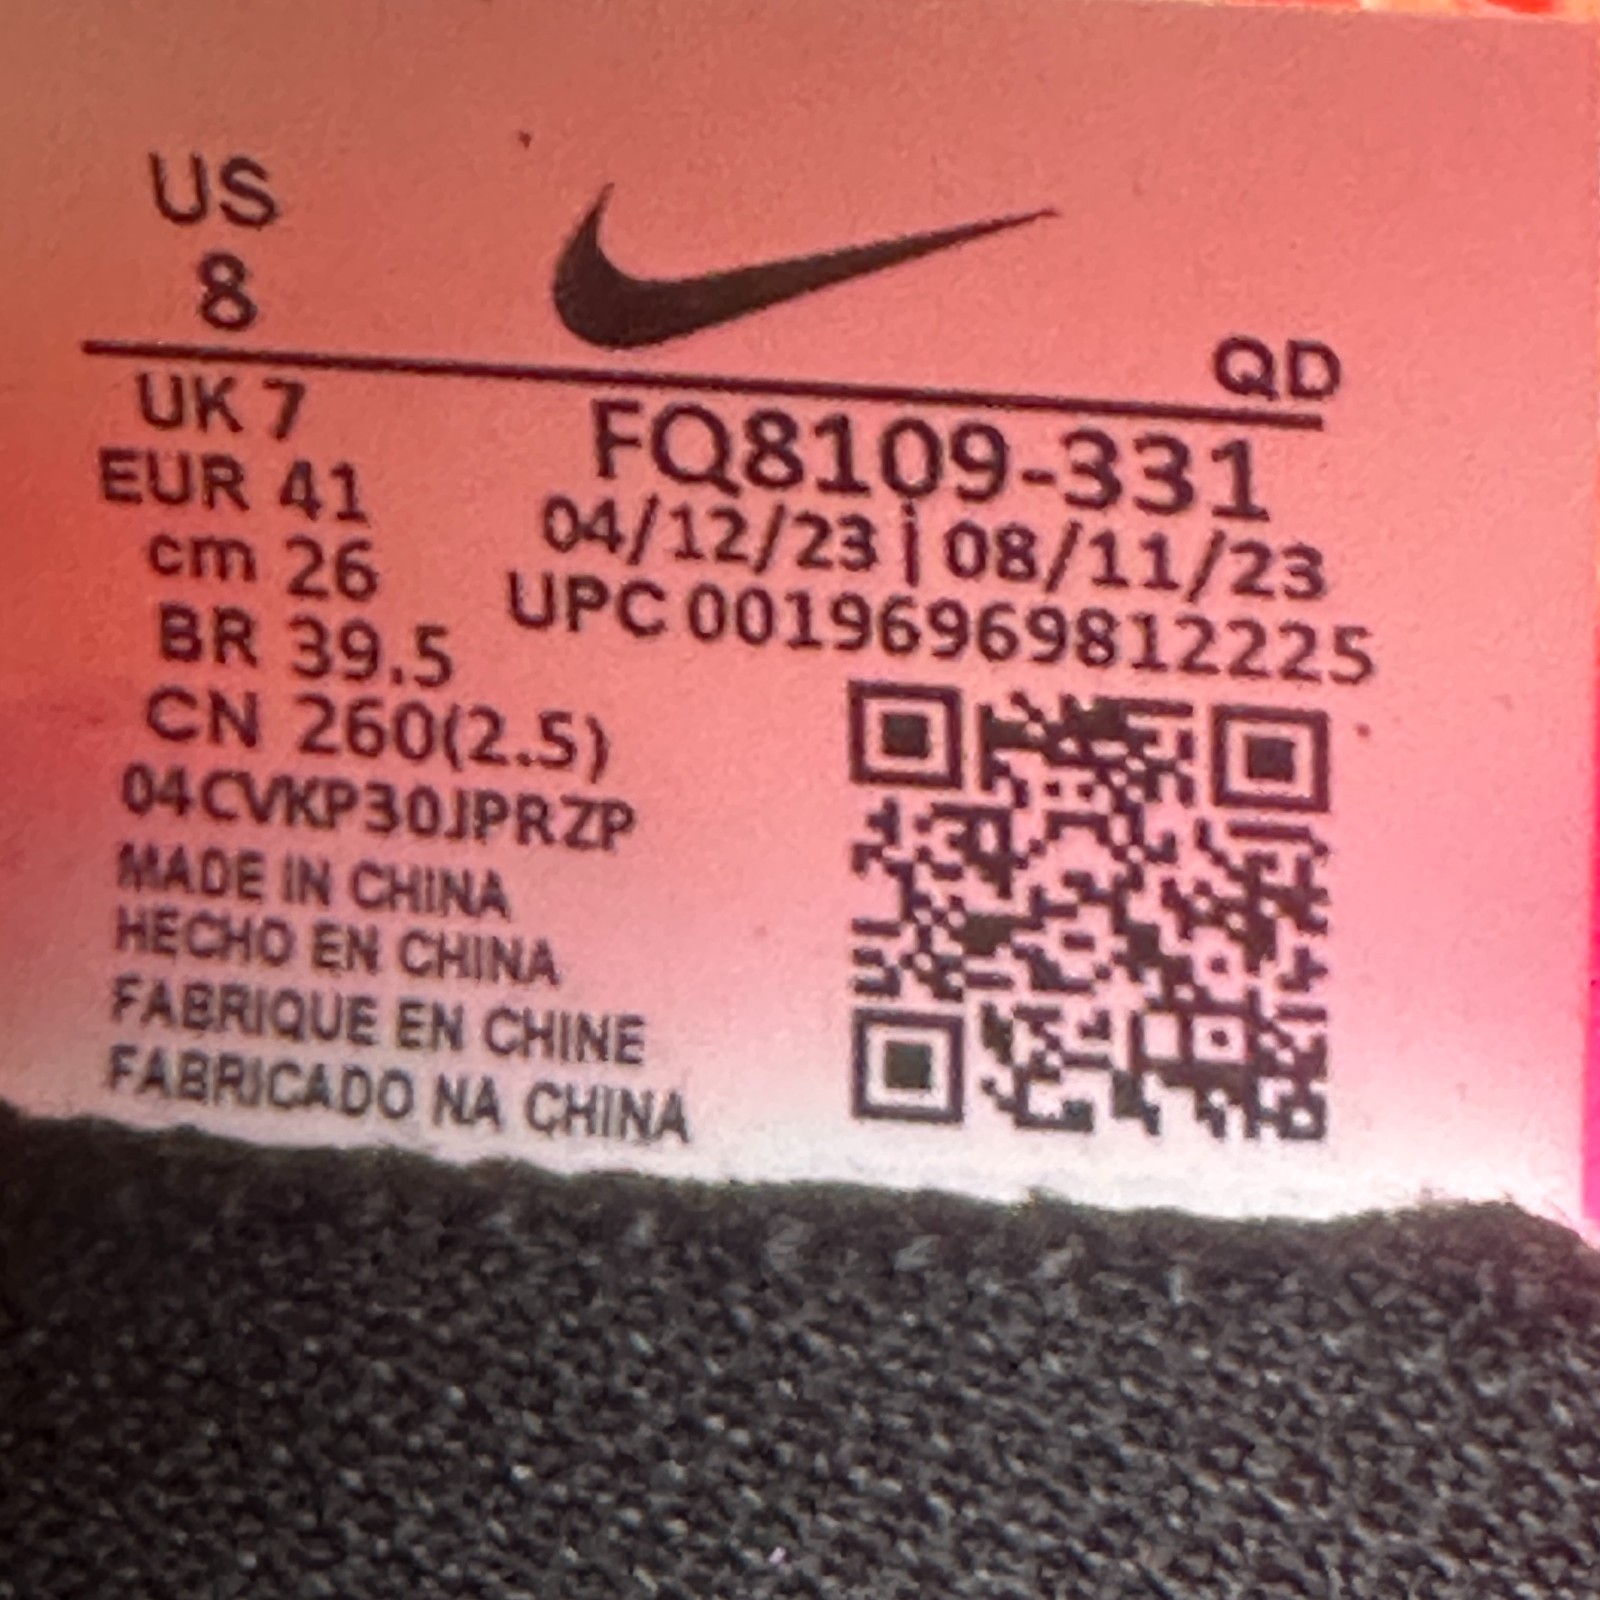 US
8
QD
UK 7
EUR 41
cm 26
BR 39.5
CN 260(2.5)
04CVKP30JPRZP
MADE IN CHINA
HECHO EN CHINA
FABRIQUE EN CHINE
FABRICADO NA CHINA
FQ8109-331
04/12/23 | 08/11/23
UPC 00196969812225